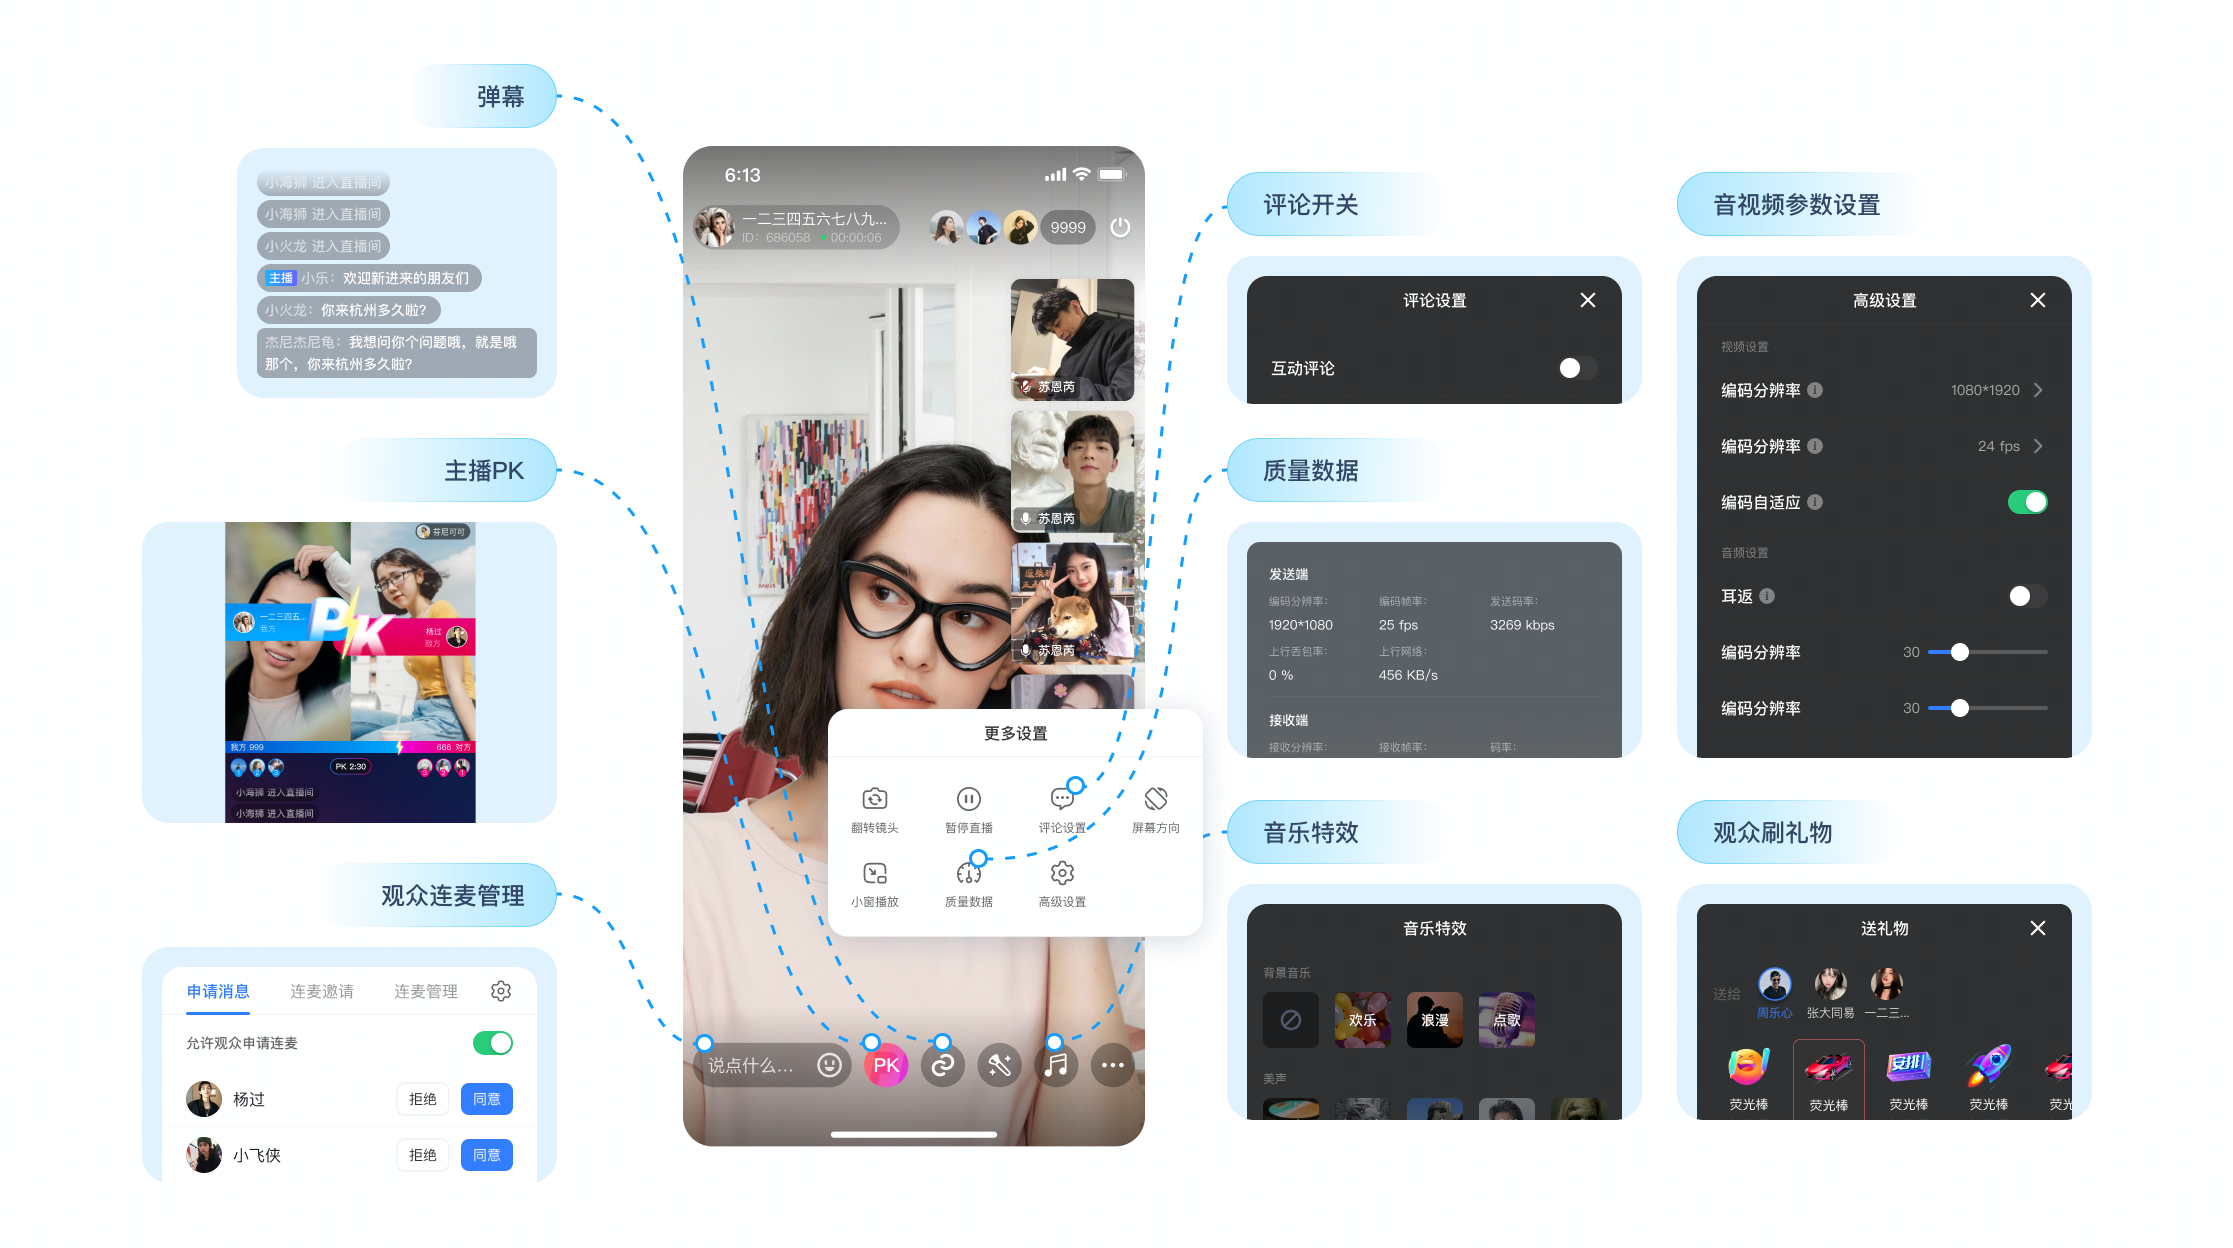 弹幕
小海狮 进入直播间
小海狮 进入直播间
小火龙 进入直播间
主播 小乐：欢迎新进来的朋友们
小火龙：你来杭州多久啦？
杰尼杰尼龟：我想问你个问题哦，就是哦
那个，你来杭州多久啦？
主播PK
芬尼可可
一二三四五...
我方
PK
杨过
敌方
我方 999
666 对方
PK 2:30
小海狮 进入直播间
小海狮 进入直播间
观众连麦管理
申请消息
连麦邀请
连麦管理
允许观众申请连麦
杨过
拒绝
同意
小飞侠
拒绝
同意
6:13
一二三四五六七八九...
ID：686058 00:00:06
9999
苏恩芮
苏恩芮
苏恩芮
更多设置
翻转镜头
暂停直播
评论设置
屏幕方向
小窗播放
质量数据
高级设置
说点什么...
PK
评论开关
评论设置
互动评论
质量数据
发送端
编码分辨率：
编码帧率：
发送码率：
1920*1080
25 fps
3269 kbps
上行丢包率：
上行网络：
0 %
456 KB/s
接收端
接收分辨率：
接收帧率：
码率：
音乐特效
音乐特效
背景音乐
欢乐
浪漫
点歌
美声
音视频参数设置
高级设置
视频设置
编码分辨率
1080*1920
编码分辨率
24 fps
编码自适应
音频设置
耳返
编码分辨率
30
编码分辨率
30
观众刷礼物
送礼物
送给
周乐心
张大同易
一二三...
安排!
荧光棒
荧光棒
荧光棒
荧光棒
荧光